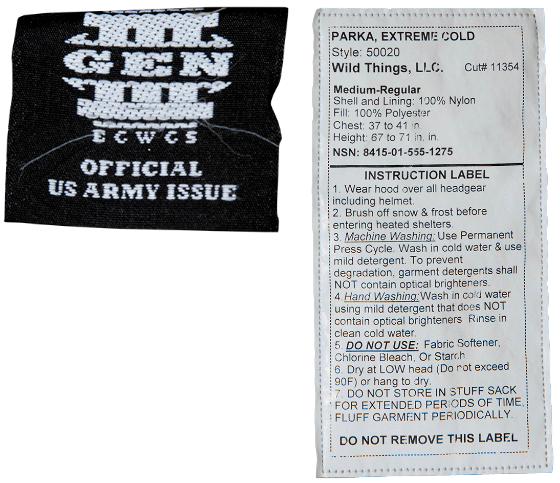 III
GEN
III
ECWCS
OFFICIAL
US ARMY ISSUE
PARKA, EXTREME COLD
Style: 50020
Wild Things, LLC. Cut# 11354
Medium-Regular
Shell and Lining: 100% Nylon
Fill: 100% Polyester
Chest: 37 to 41 in.
Height: 67 to 71 in. in.
NSN: 8415-01-555-1275
INSTRUCTION LABEL
1. Wear hood over all headgear
including helmet.
2. Brush off snow & frost before
entering heated shelters.
3. Machine Washing: Use Permanent
Press Cycle. Wash in cold water & use
mild detergent. To prevent
degradation, garment detergents shall
NOT contain optical brighteners.
4 Hand Washing: Wash in cold water
using mild detergent that does NOT
contain optical brighteners Rinse in
clean cold water.
5. DO NOT USE: Fabric Softener,
Chlorine Bleach, Or Starch
6. Dry at LOW head (Do not exceed
90F) or hang to dry.
7. DO NOT STORE IN STUFF SACK
FOR EXTENDED PERIODS OF TIME.
FLUFF GARMENT PERIODICALLY.
DO NOT REMOVE THIS LABEL